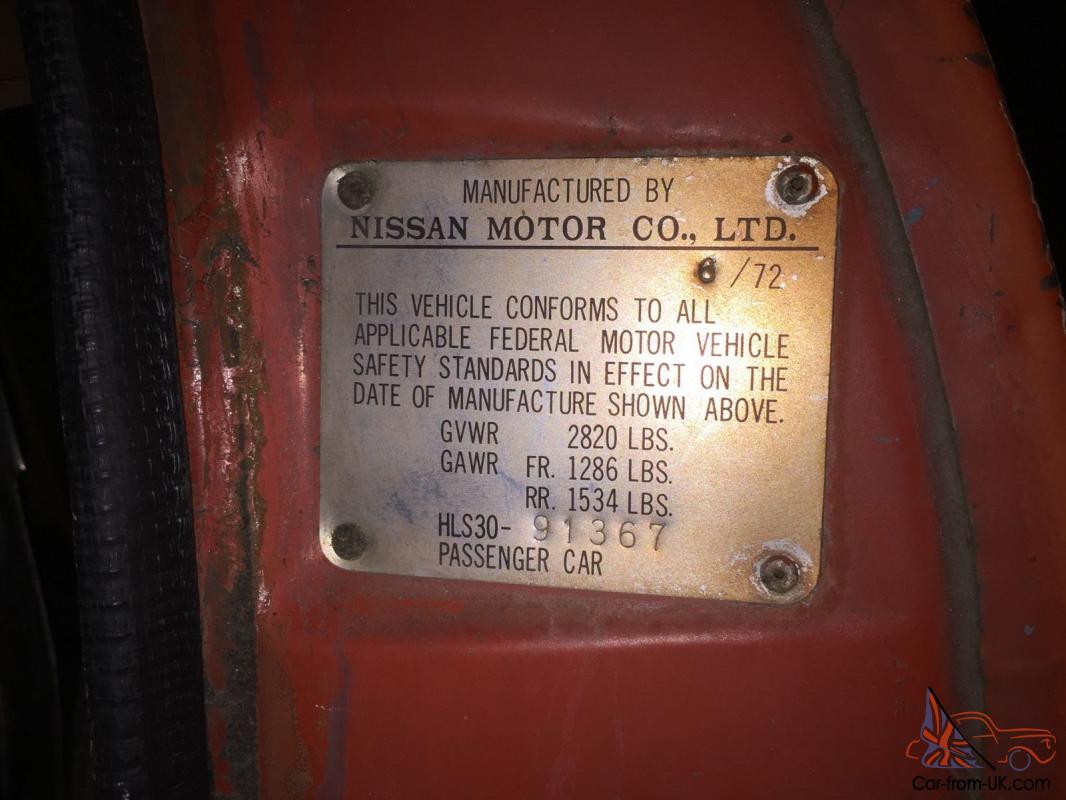 MANUFACTURED BY
NISSAN MOTOR CO., LTD.
6 /72
THIS VEHICLE CONFORMS TO ALL
APPLICABLE FEDERAL MOTOR VEHICLE
SAFETY STANDARDS IN EFFECT ON THE
DATE OF MANUFACTURE SHOWN ABOVE.
GVWR 2820 LBS.
GAWR FR. 1286 LBS.
RR. 1534 LBS.
HLS30- 91367
PASSENGER CAR
Car-from-UK.com